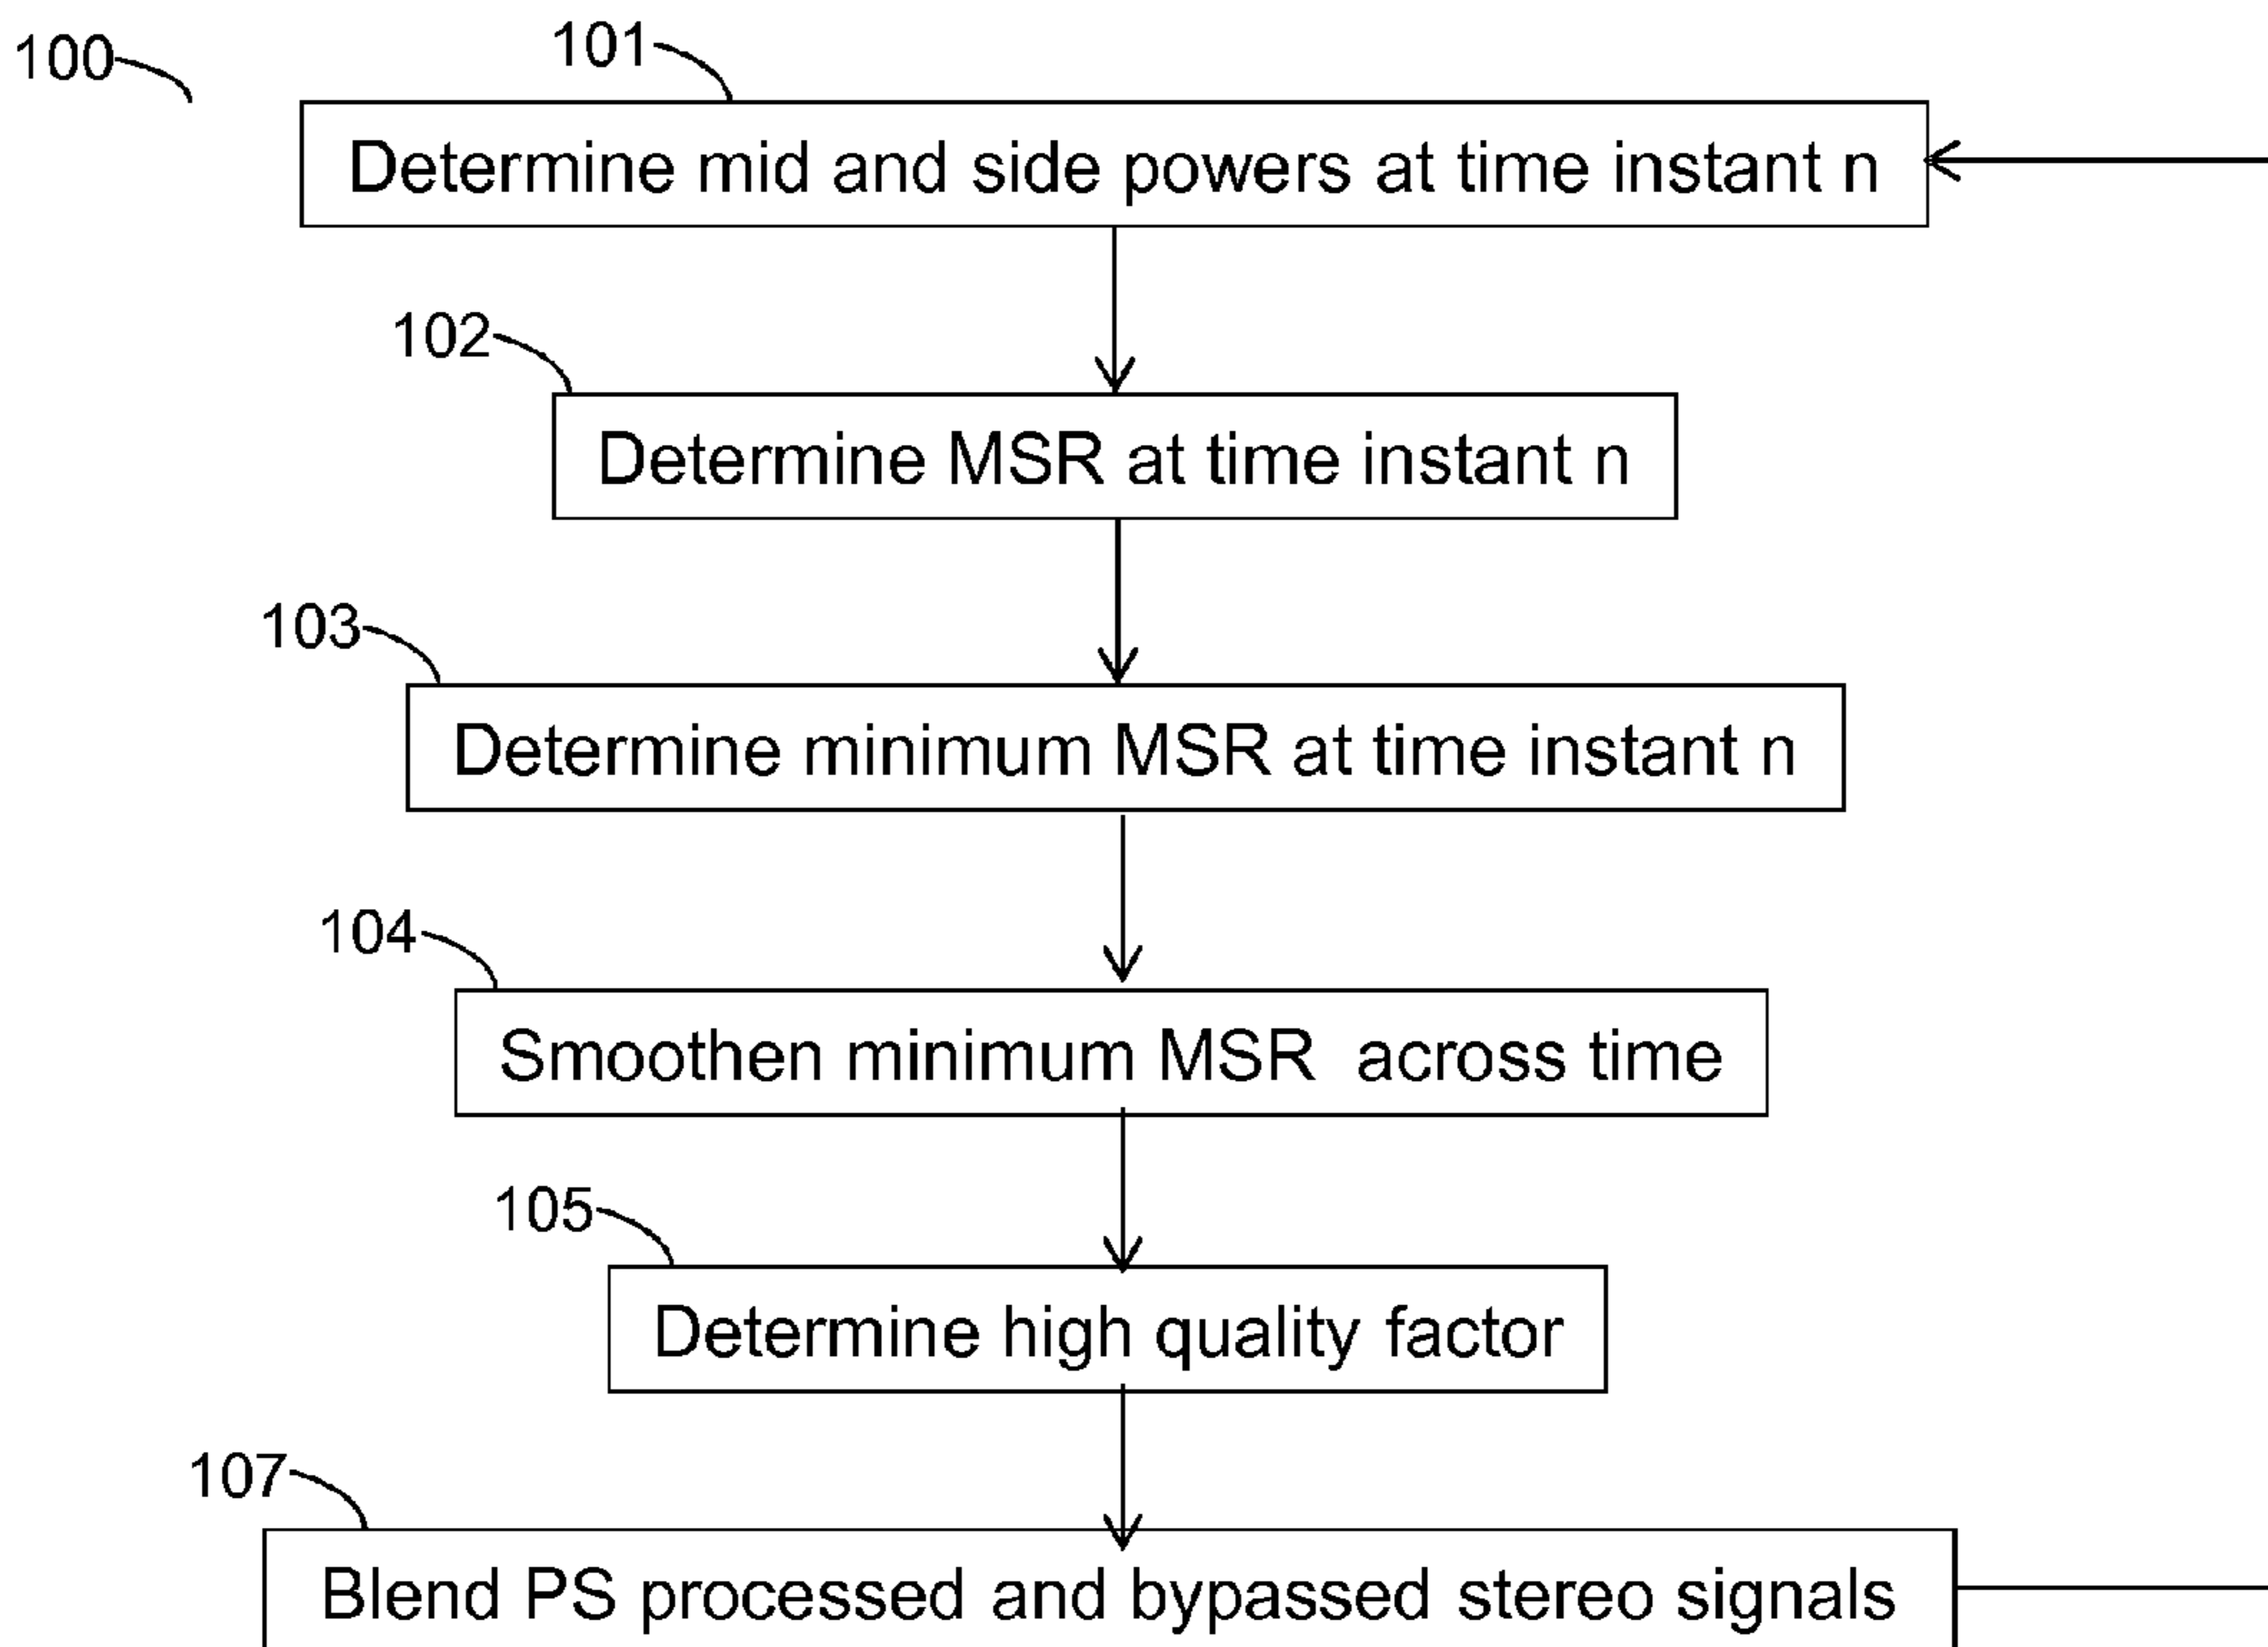 100
101
Determine mid and side powers at time instant n
102
Determine MSR at time instant n
103
Determine minimum MSR at time instant n
104
Smoothen minimum MSR across time
105
Determine high quality factor
107
Blend PS processed and bypassed stereo signals